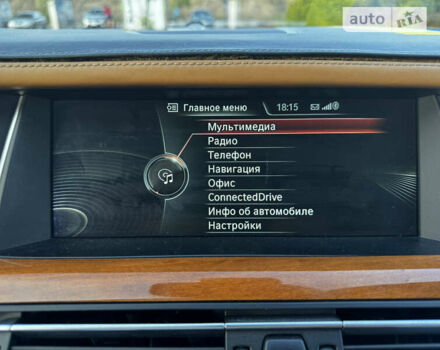 auto RIA
Главное меню 18:15
Мультимедиа
Радио
Телефон
Навигация
Офис
ConnectedDrive
Инфо об автомобиле
Настройки